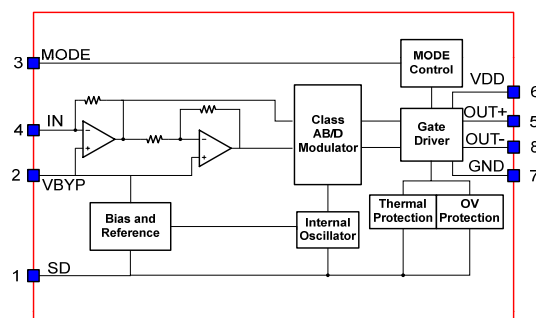 3 MODE
MODE
Control
VDD
6
4 IN
OUT+
5
Class
AB/D
Modulator
Gate
Driver
OUT-
8
2
VBYP
GND
7
Bias and
Reference
Internal
Oscillator
Thermal
Protection
OV
Protection
1 SD
-
+
-
+